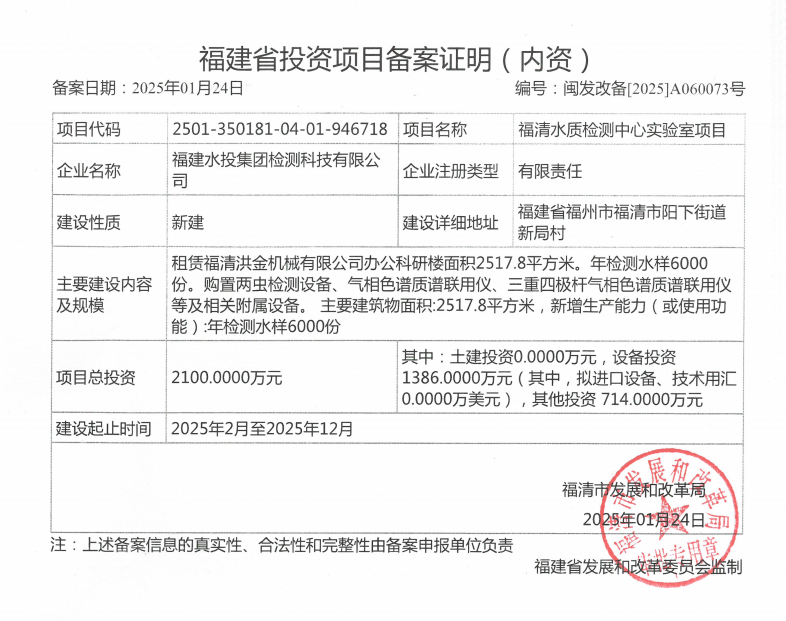 福建省投资项目备案证明（内资）
备案日期：2025年01月24日
编号：闽发改备[2025]A060073号
项目代码
2501-350181-04-01-946718
项目名称
福清水质检测中心实验室项目
企业名称
福建水投集团检测科技有限公
司
企业注册类型
有限责任
建设性质
新建
建设详细地址
福建省福州市福清市阳下街道
新局村
主要建设内容
及规模
租赁福清洪金机械有限公司办公科研楼面积2517.8平方米。年检测水样6000
份。购置两虫检测设备、气相色谱质谱联用仪、三重四极杆气相色谱质谱联用仪
等及相关附属设备。 主要建筑物面积:2517.8平方米，新增生产能力（或使用功
能）:年检测水样6000份
项目总投资
2100.0000万元
其中：土建投资0.0000万元，设备投资
1386.0000万元（其中，拟进口设备、技术用汇
0.0000万美元），其他投资 714.0000万元
建设起止时间
2025年2月至2025年12月
福清市发展和改革局
2025年01月24日
福清市发展和改革局
审批专用章
注：上述备案信息的真实性、合法性和完整性由备案申报单位负责
福建省发展和改革委员会监制